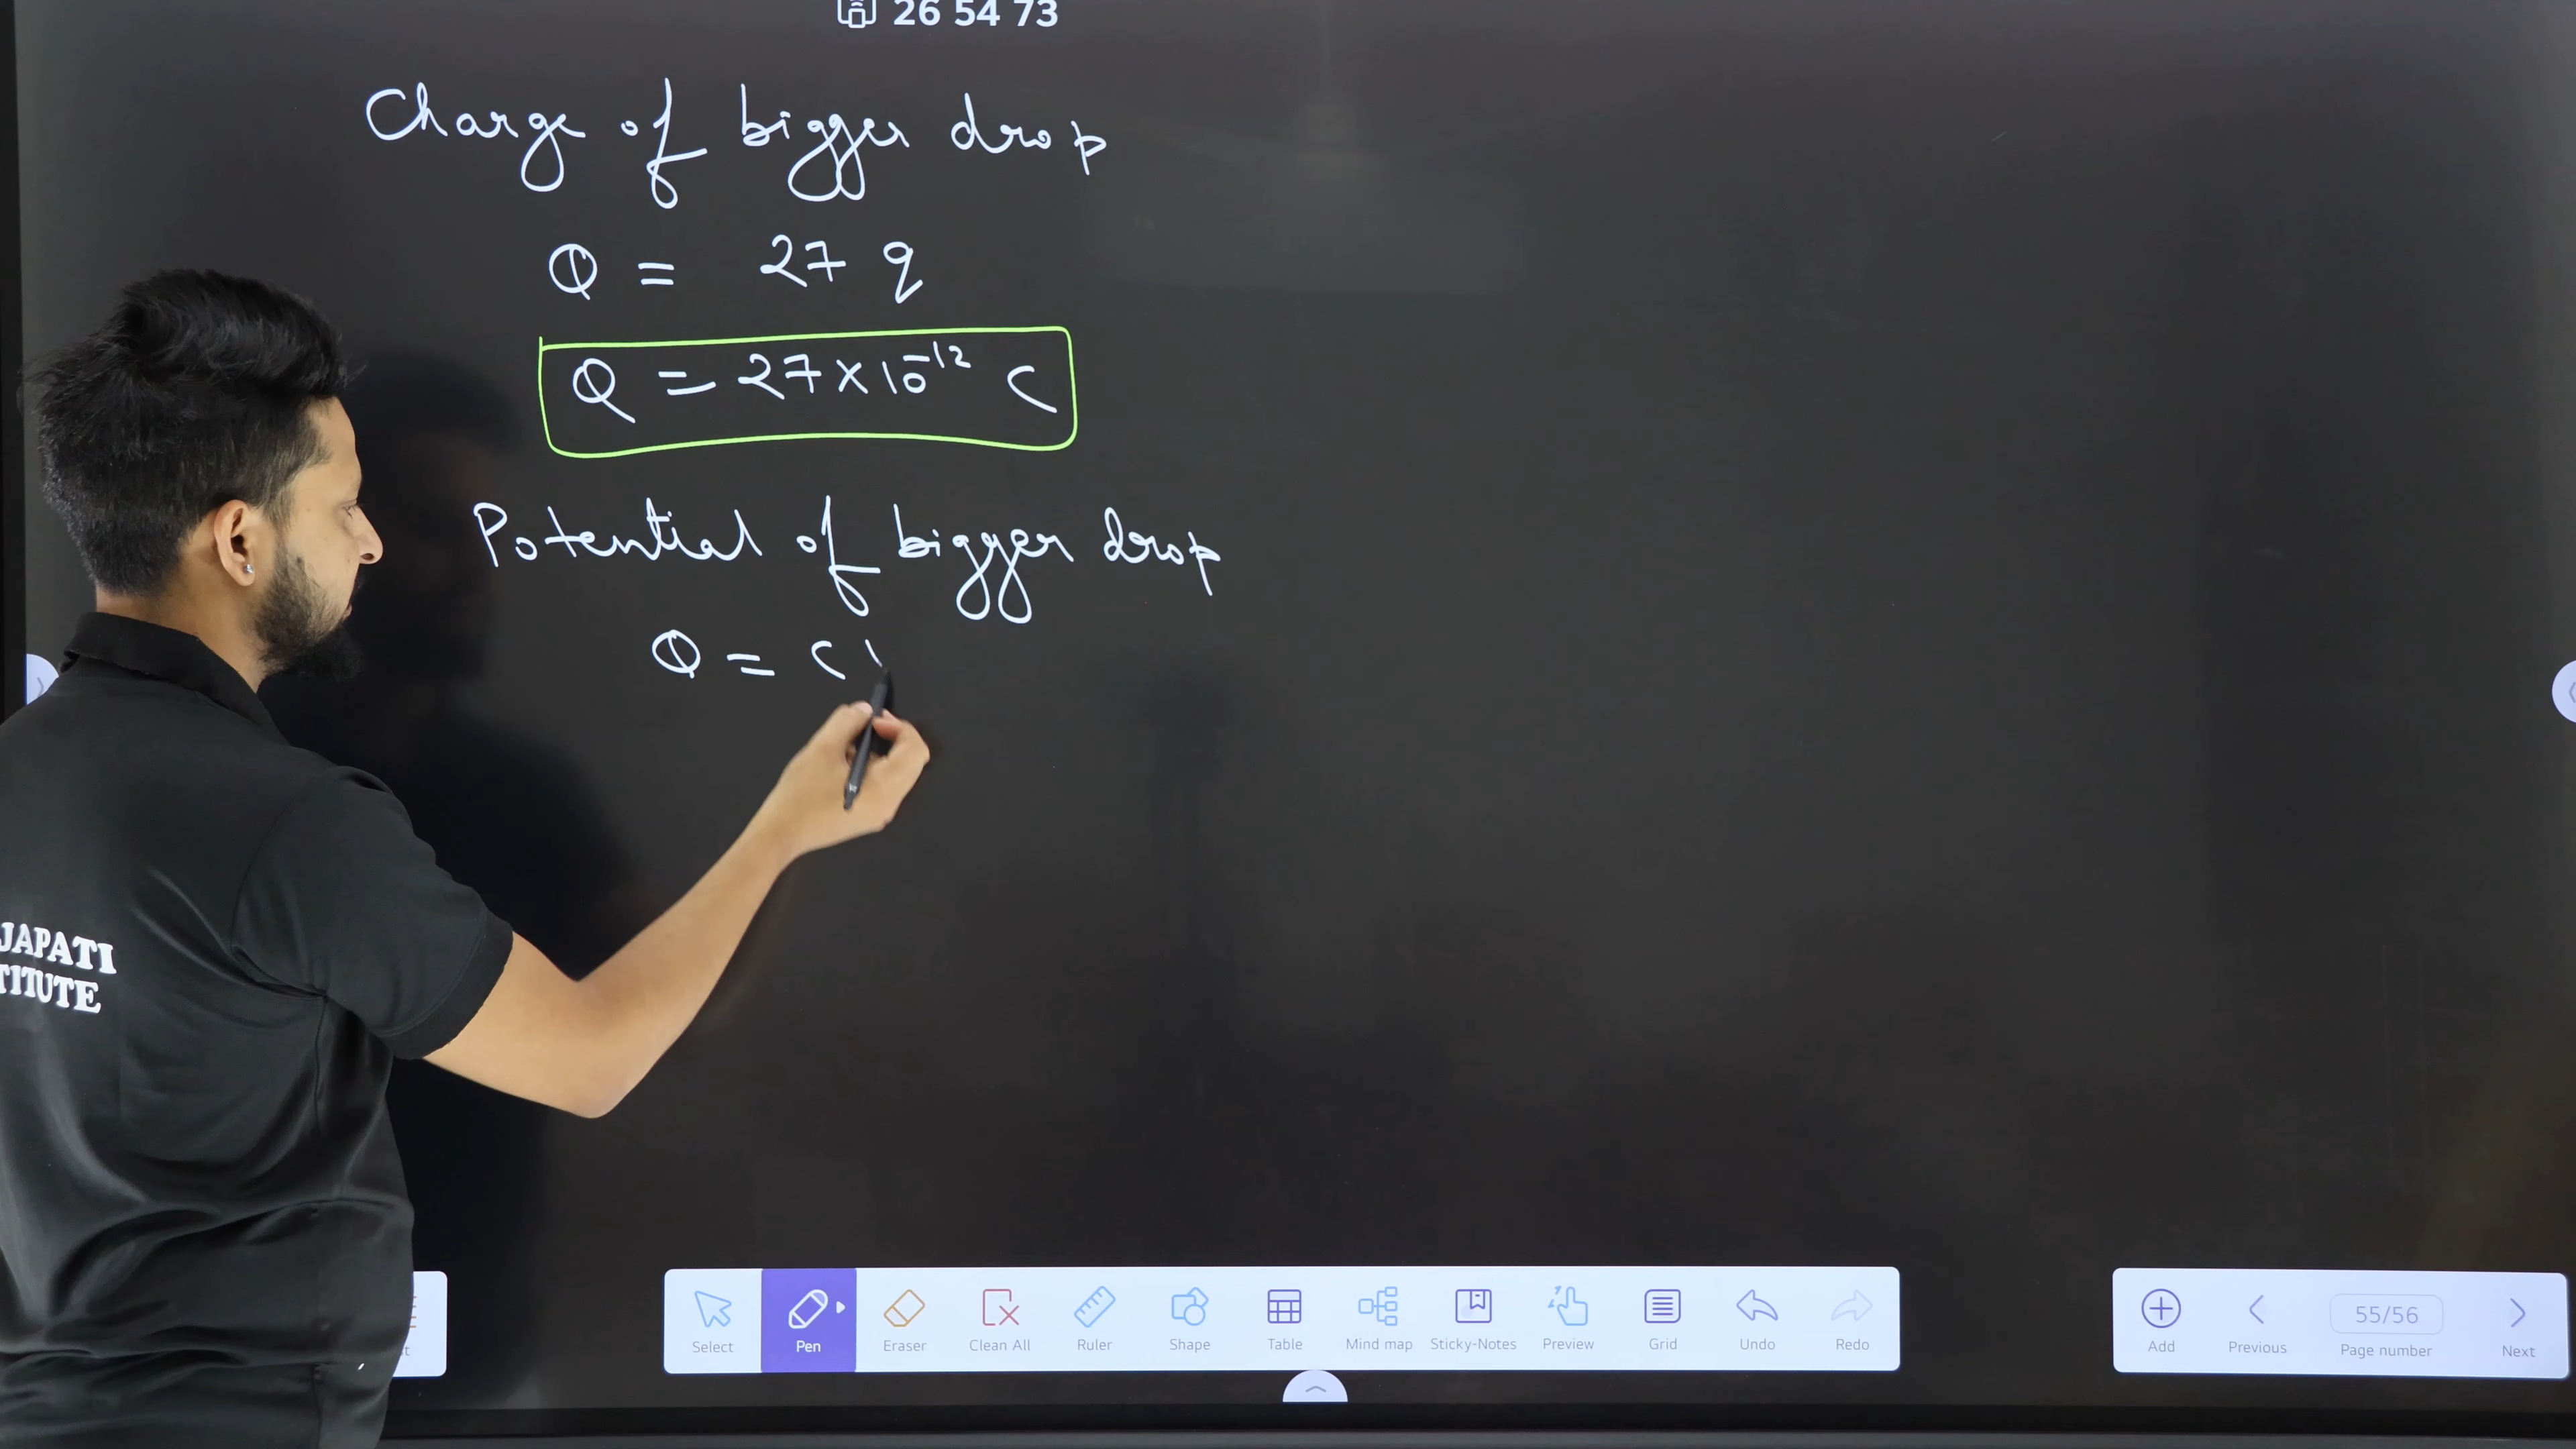 26 54 73
Charge of bigger drop
Q = 27 q
Q = 27 × 10⁻¹² C
Potential of bigger drop
Q = C
JAPATI
TITUTE
Select Pen Eraser Clean All Ruler Shape Table Mind map Sticky-Notes Preview Grid Undo Redo
Add Previous 55/56 Page number Next